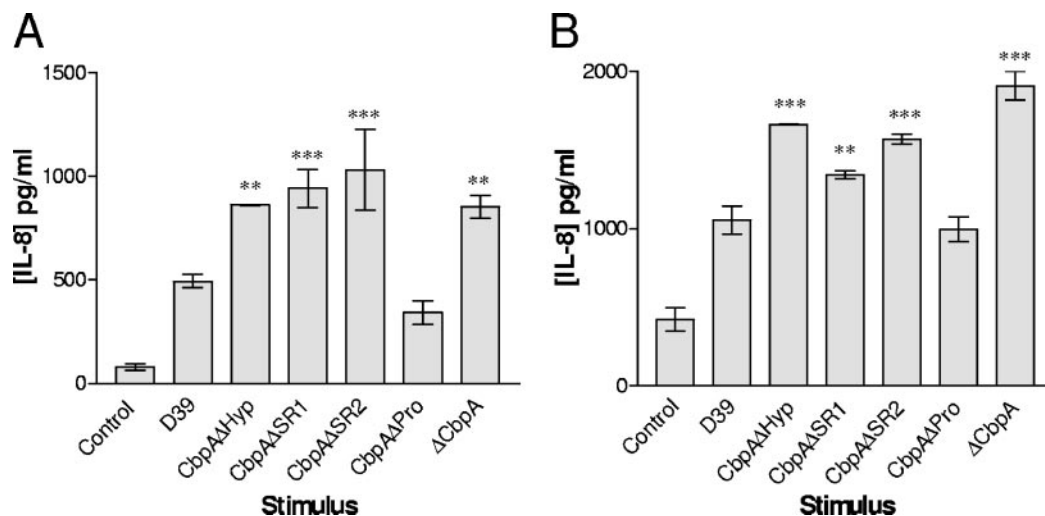 A
[IL-8] pg/ml
1500
1000
500
0
**
***
***
**
Control
D39
CbpAΔHyp
CbpAΔSR1
CbpAΔSR2
CbpAΔPro
ΔCbpA
Stimulus
B
[IL-8] pg/ml
2000
1000
0
***
**
***
***
Control
D39
CbpAΔHyp
CbpAΔSR1
CbpAΔSR2
CbpAΔPro
ΔCbpA
Stimulus